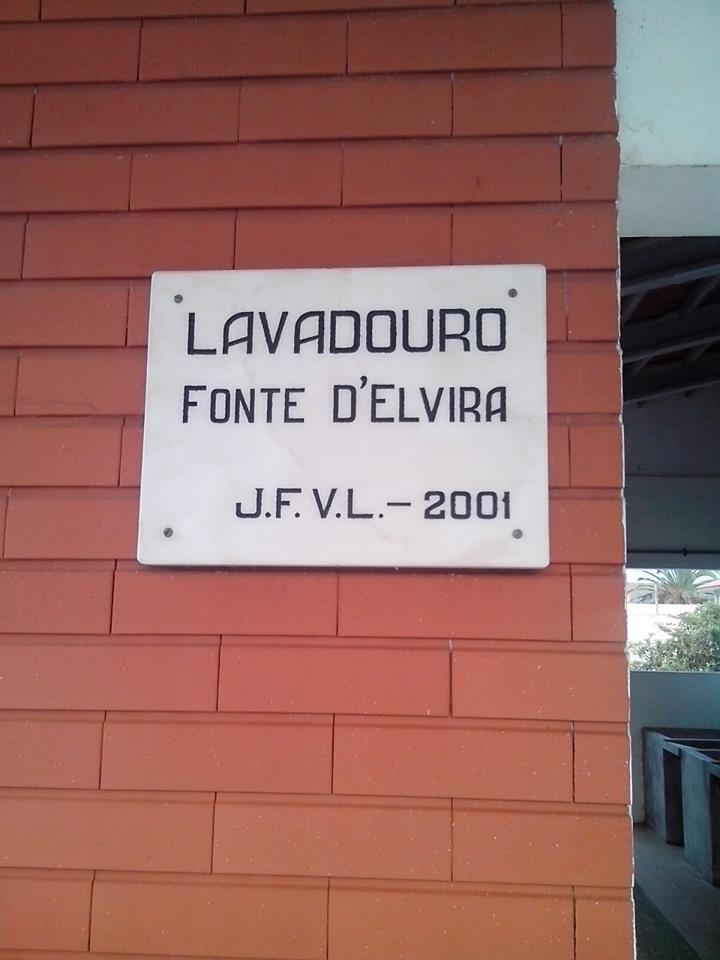 LAVADOURO
FONTE D'ELVIRA
J.F. V.L.– 2001